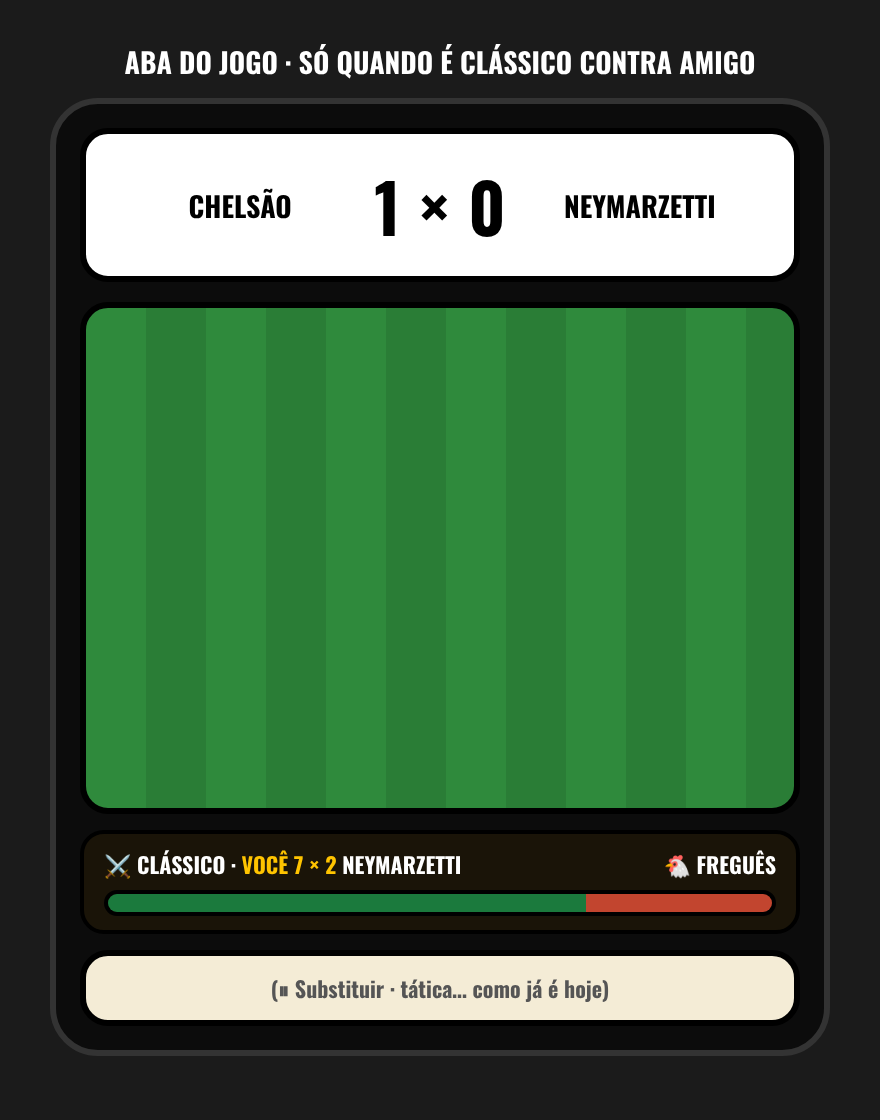 ABA DO JOGO · SÓ QUANDO É CLÁSSICO CONTRA AMIGO
CHELSÃO 1 × 0 NEYMARZETTI
⚔️ CLÁSSICO · VOCÊ 7 × 2 NEYMARZETTI 🐔 FREGUÊS
(⏸ Substituir · tática... como já é hoje)